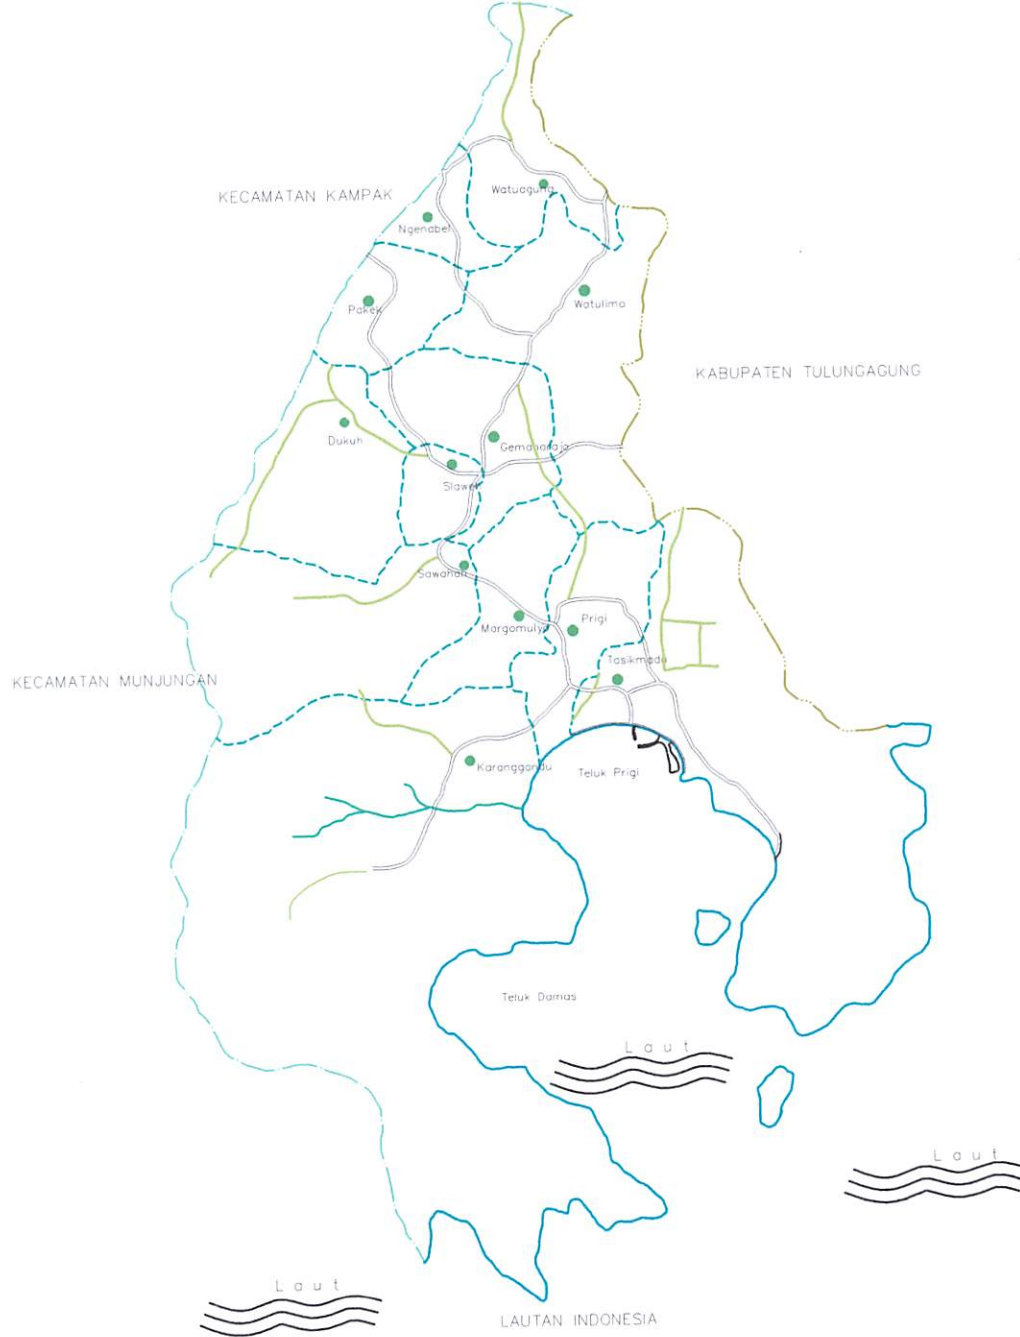 KECAMATAN KAMPAK
Watuagung
Ngenabel
Watulimo
Pakek
KABUPATEN TULUNGAGUNG
Dukuh
Gemaharjo
Slawe
Sawahan
Margomulyo
Prigi
Tasikmadu
KECAMATAN MUNJUNGAN
Karanggandu
Teluk Prigi
Teluk Damas
Laut
Laut
Laut
LAUTAN INDONESIA